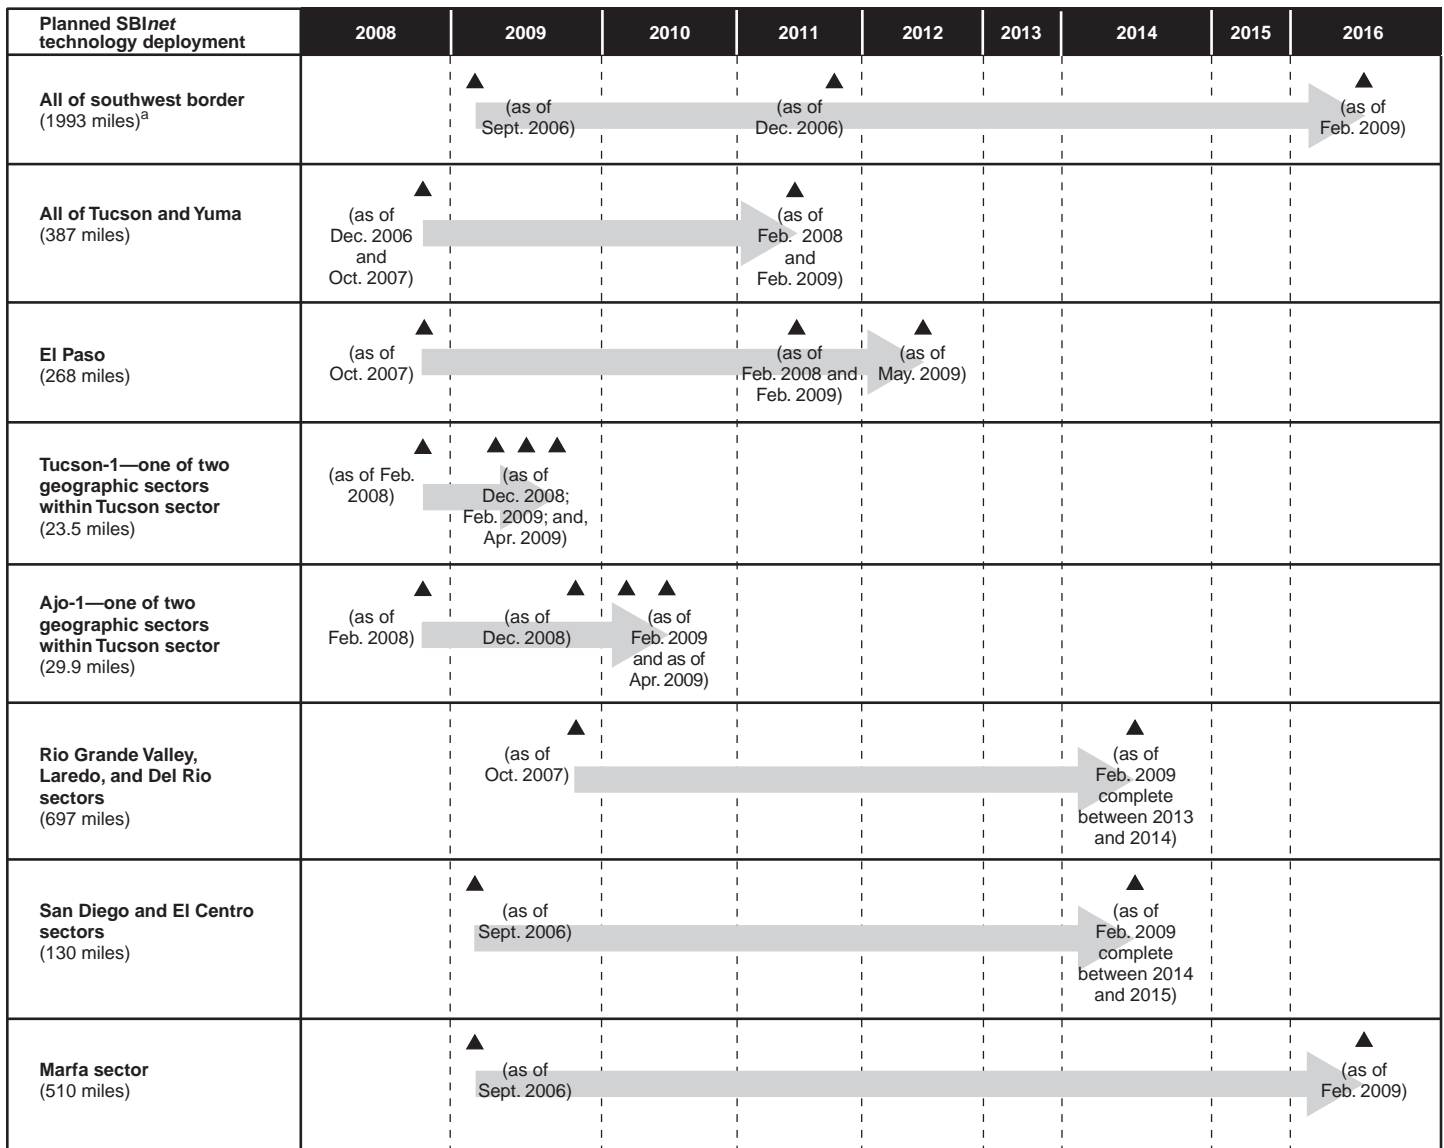 Planned SBInet
technology deployment
2008
2009
2010
2011
2012
2013
2014
2015
2016
All of southwest border
(1993 miles)a
(as of
Sept. 2006)
(as of
Dec. 2006)
(as of
Feb. 2009)
All of Tucson and Yuma
(387 miles)
(as of
Dec. 2006
and
Oct. 2007)
(as of
Feb. 2008
and
Feb. 2009)
El Paso
(268 miles)
(as of
Oct. 2007)
(as of
Feb. 2008 and
Feb. 2009)
(as of
May. 2009)
Tucson-1—one of two
geographic sectors
within Tucson sector
(23.5 miles)
(as of Feb.
2008)
(as of
Dec. 2008;
Feb. 2009; and,
Apr. 2009)
Ajo-1—one of two
geographic sectors
within Tucson sector
(29.9 miles)
(as of
Feb. 2008)
(as of
Dec. 2008)
(as of
Feb. 2009
and as of
Apr. 2009)
Rio Grande Valley,
Laredo, and Del Rio
sectors
(697 miles)
(as of
Oct. 2007)
(as of
Feb. 2009
complete
between 2013
and 2014)
San Diego and El Centro
sectors
(130 miles)
(as of
Sept. 2006)
(as of
Feb. 2009
complete
between 2014
and 2015)
Marfa sector
(510 miles)
(as of
Sept. 2006)
(as of
Feb. 2009)